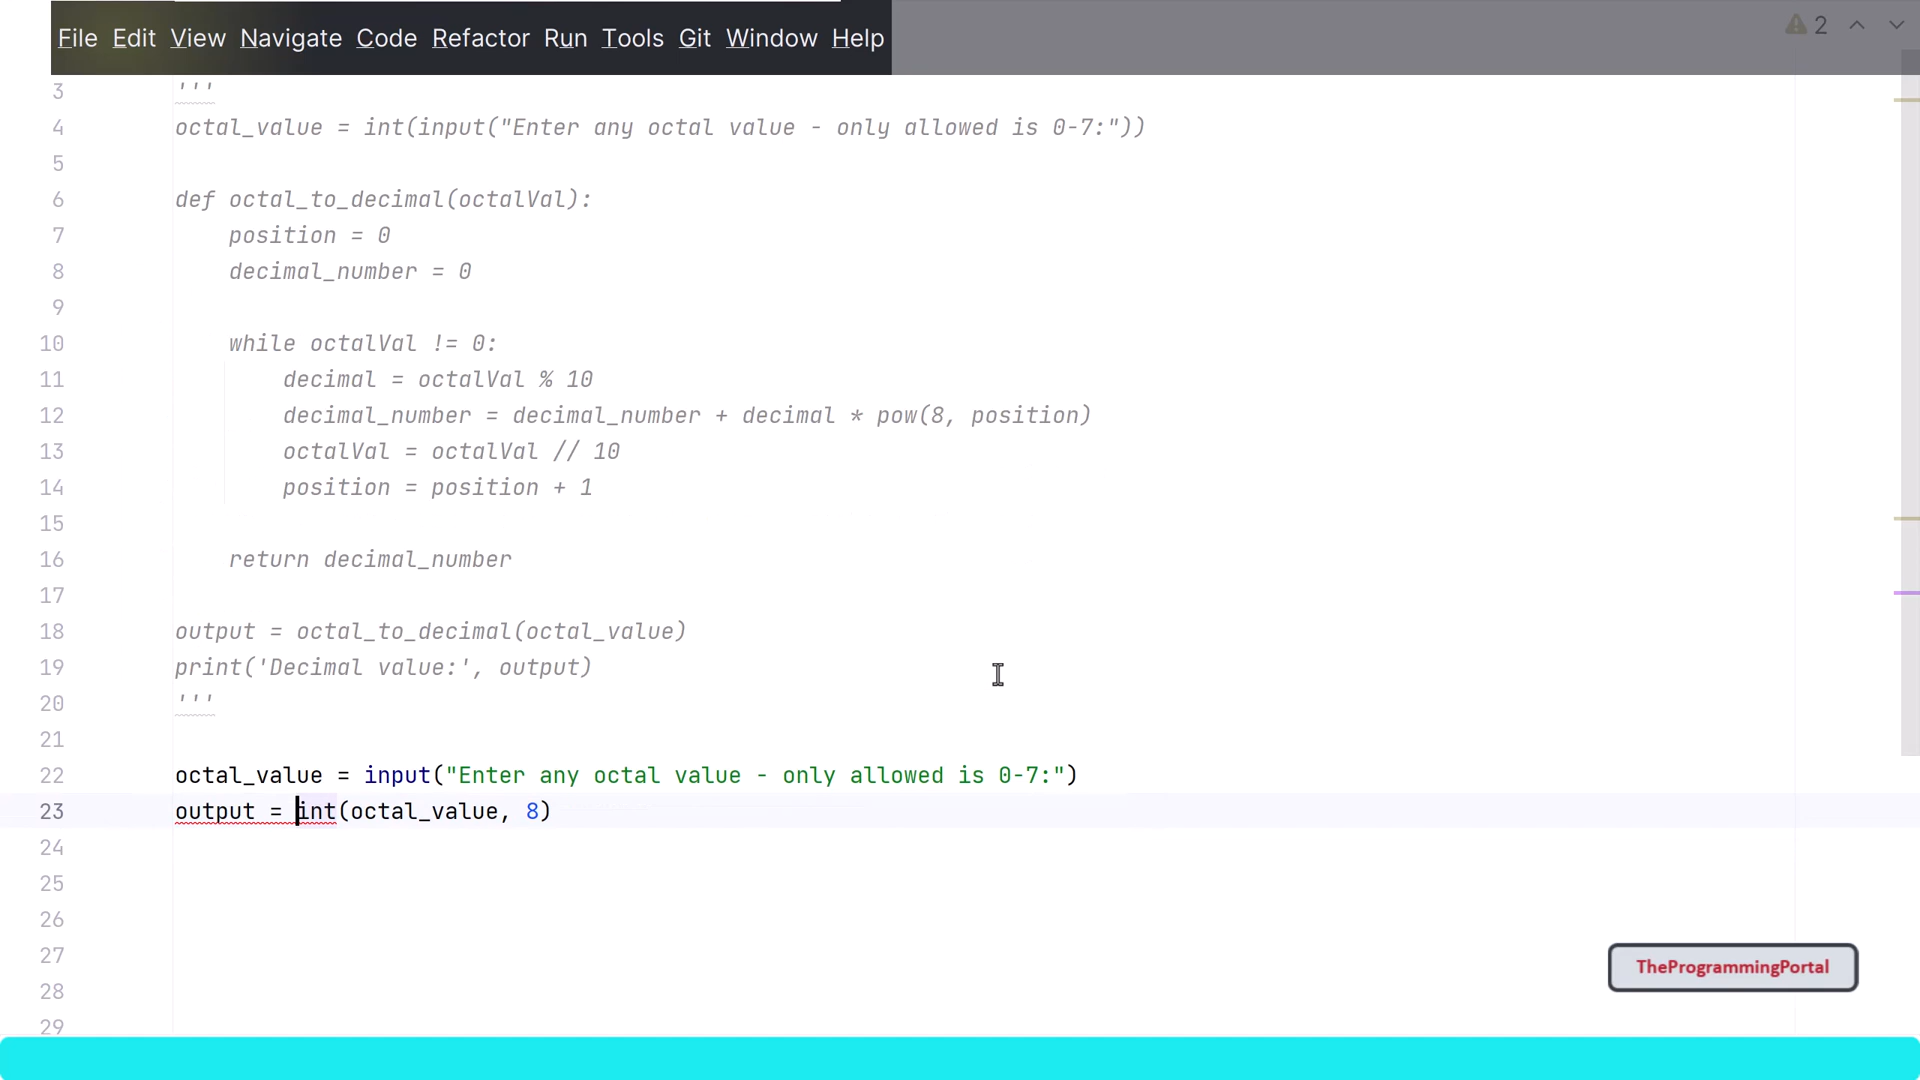 File Edit View Navigate Code Refactor Run Tools Git Window Help
2
3 '''
4 octal_value = int(input("Enter any octal value - only allowed is 0-7:"))
5
6 def octal_to_decimal(octalVal):
7 position = 0
8 decimal_number = 0
9
10 while octalVal != 0:
11 decimal = octalVal % 10
12 decimal_number = decimal_number + decimal * pow(8, position)
13 octalVal = octalVal // 10
14 position = position + 1
15
16 return decimal_number
17
18 output = octal_to_decimal(octal_value)
19 print('Decimal value:', output)
20 '''
21
22 octal_value = input("Enter any octal value - only allowed is 0-7:")
23 output = int(octal_value, 8)
24
25
26
27
28
29
TheProgrammingPortal